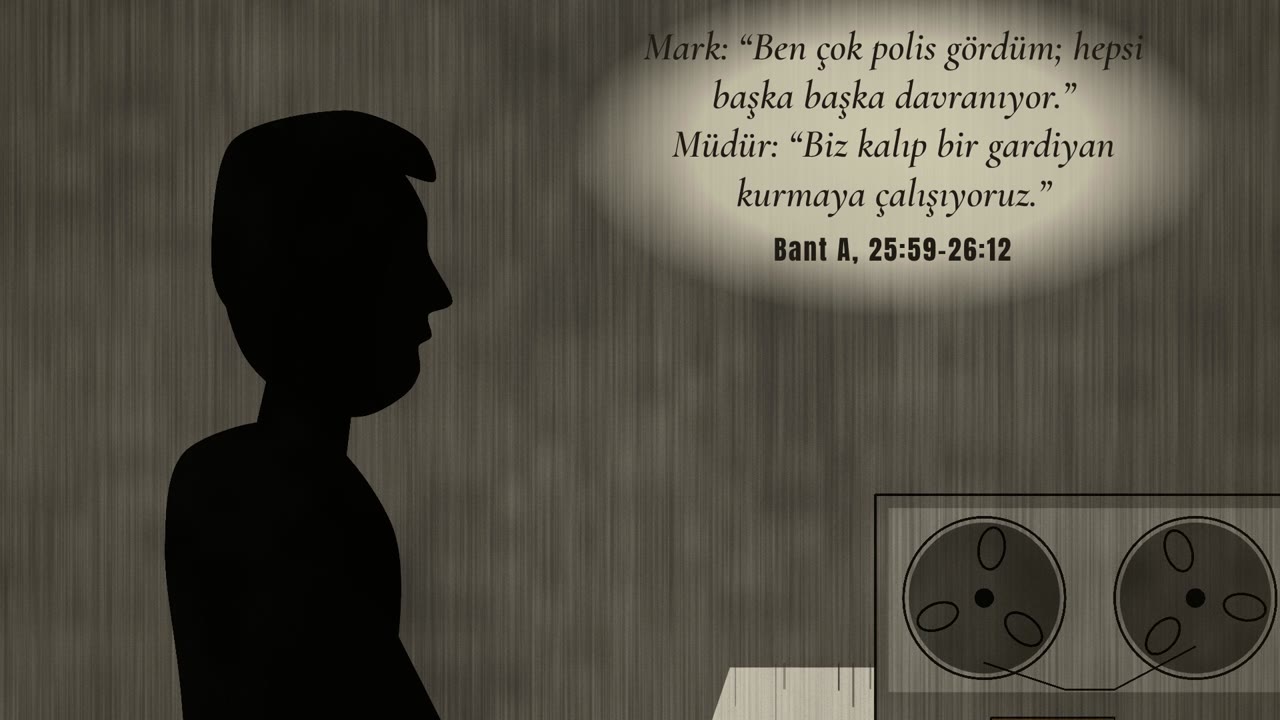 Mark: “Ben çok polis gördüm; hepsi
başka başka davranıyor.”
Müdür: “Biz kalıp bir gardiyan
kurmaya çalışıyoruz.”
Bant A, 25:59-26:12